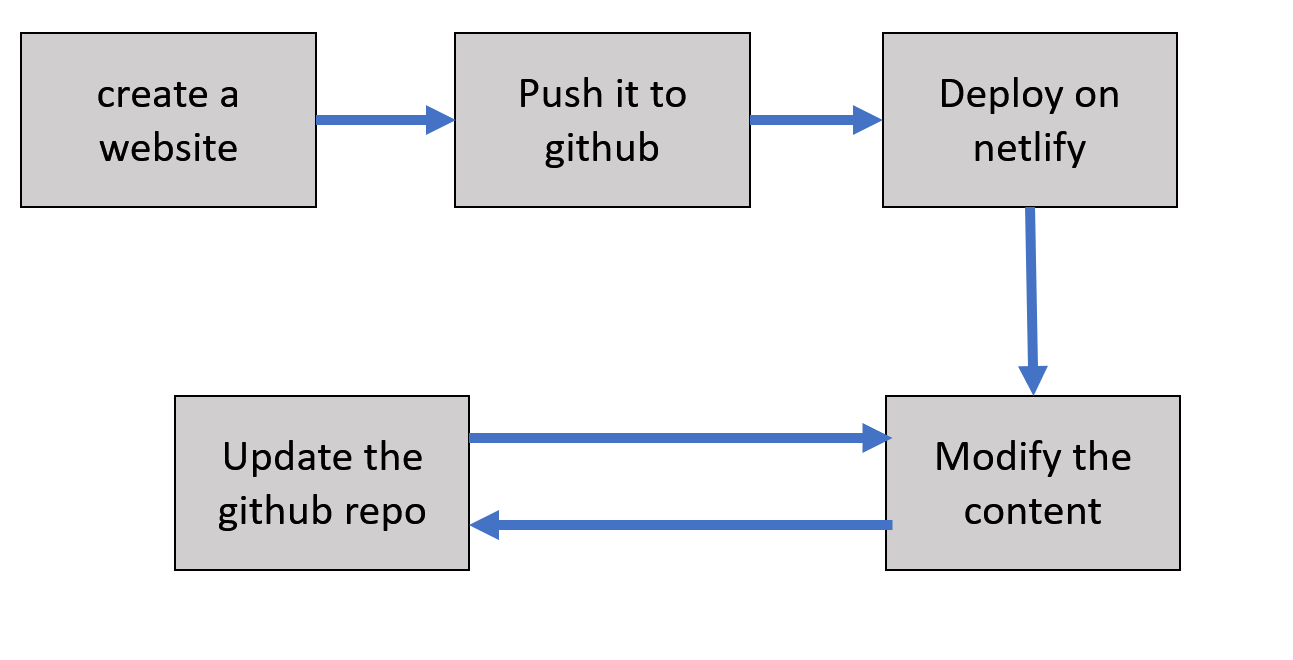 create a
website
Push it to
github
Deploy on
netlify
Update the
github repo
Modify the
content